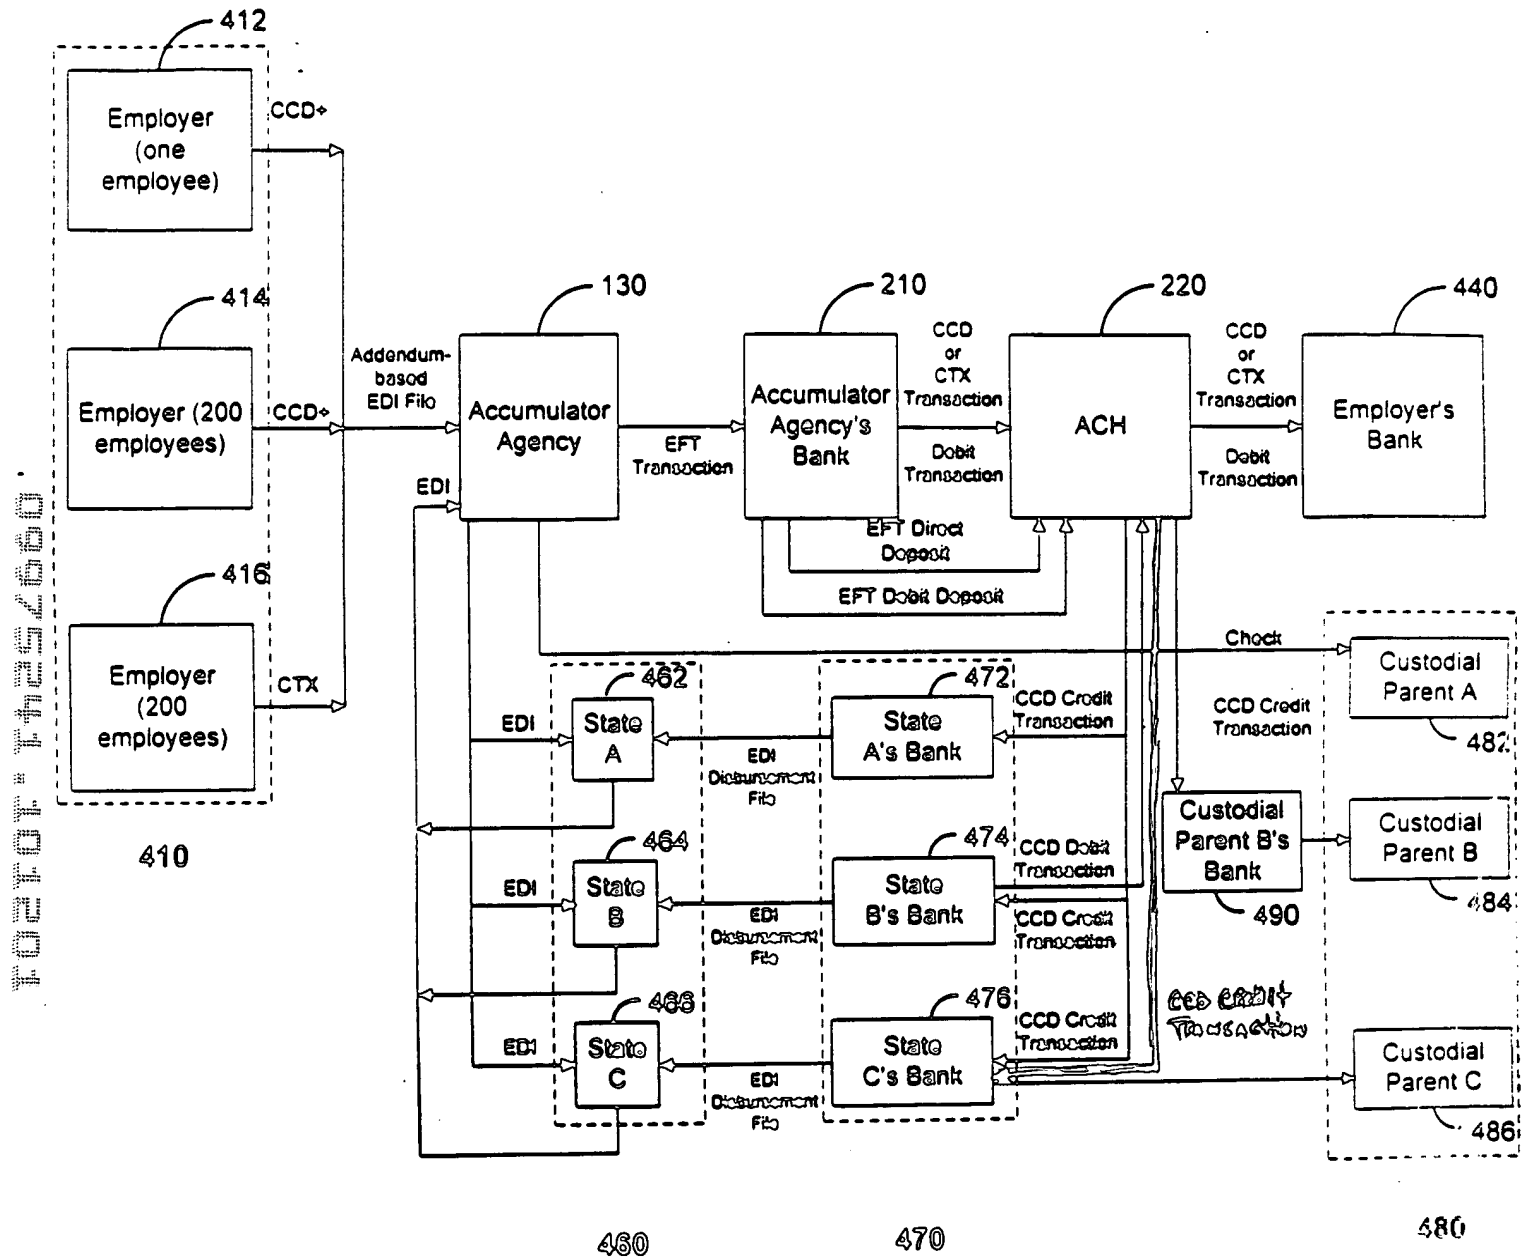 412
Employer
(one
employee)
CCD+
414
Employer (200
employees)
CCD+
416
Employer
(200
employees)
CTX
410
Addendum-
based
EDI File
EDI
130
Accumulator
Agency
EFT
Transaction
210
Accumulator
Agency's
Bank
CCD
or
CTX
Transaction
Debit
Transaction
220
ACH
CCD
or
CTX
Transaction
Debit
Transaction
440
Employer's
Bank
EFT Direct
Deposit
EFT Debit Deposit
Check
462
State
A
EDI
EDI
Disbursement
File
472
State
A's Bank
CCD Credit
Transaction
CCD Credit
Transaction
Custodial
Parent A
482
464
State
B
EDI
EDI
Disbursement
File
474
State
B's Bank
CCD Debit
Transaction
CCD Credit
Transaction
Custodial
Parent B's
Bank
490
Custodial
Parent B
484
State
C
EDI
EDI
Disbursement
File
476
State
C's Bank
CCD Credit
Transaction
CCD CREDIT
TRANSACTION
Custodial
Parent C
486
460
470
480